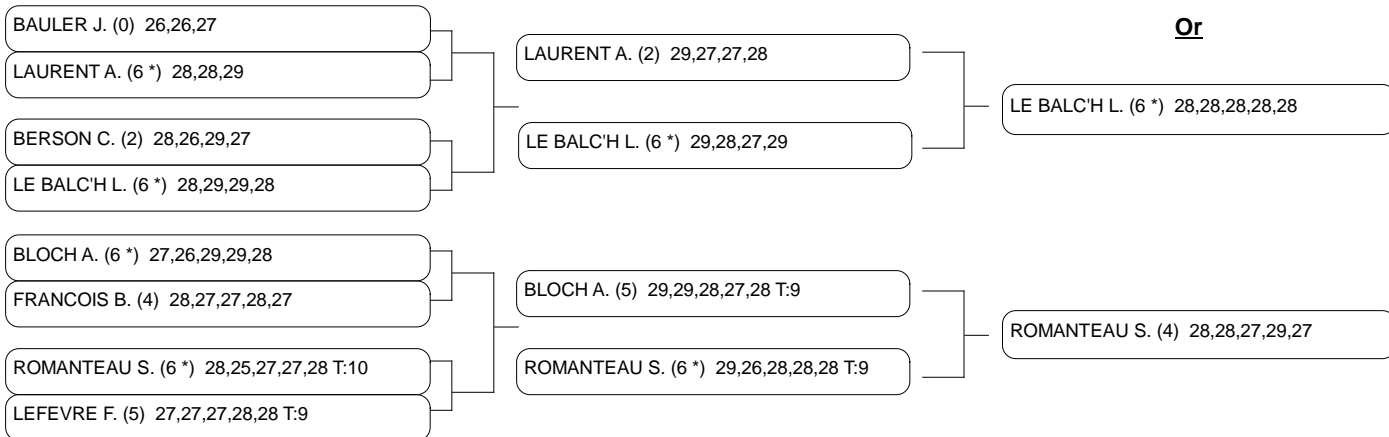 BAULER J. (0) 26,26,27
LAURENT A. (6 *) 28,28,29
BERSON C. (2) 28,26,29,27
LE BALC'H L. (6 *) 28,29,29,28
BLOCH A. (6 *) 27,26,29,29,28
FRANCOIS B. (4) 28,27,27,28,27
ROMANTEAU S. (6 *) 28,25,27,27,28 T:10
LEFEVRE F. (5) 27,27,27,28,28 T:9
LAURENT A. (2) 29,27,27,28
LE BALC'H L. (6 *) 29,28,27,29
BLOCH A. (5) 29,29,28,27,28 T:9
ROMANTEAU S. (6 *) 29,26,28,28,28 T:9
Or
LE BALC'H L. (6 *) 28,28,28,28,28
ROMANTEAU S. (4) 28,28,27,29,27